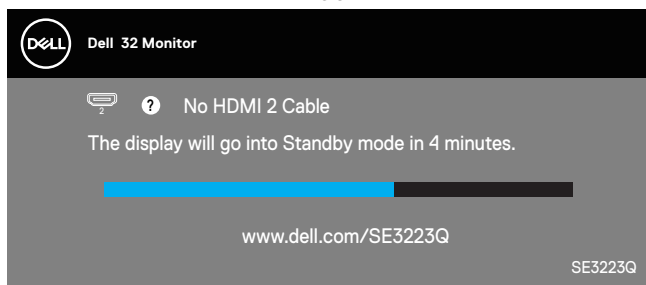 DELL
Dell 32 Monitor
2 ? No HDMI 2 Cable
The display will go into Standby mode in 4 minutes.
www.dell.com/SE3223Q
SE3223Q